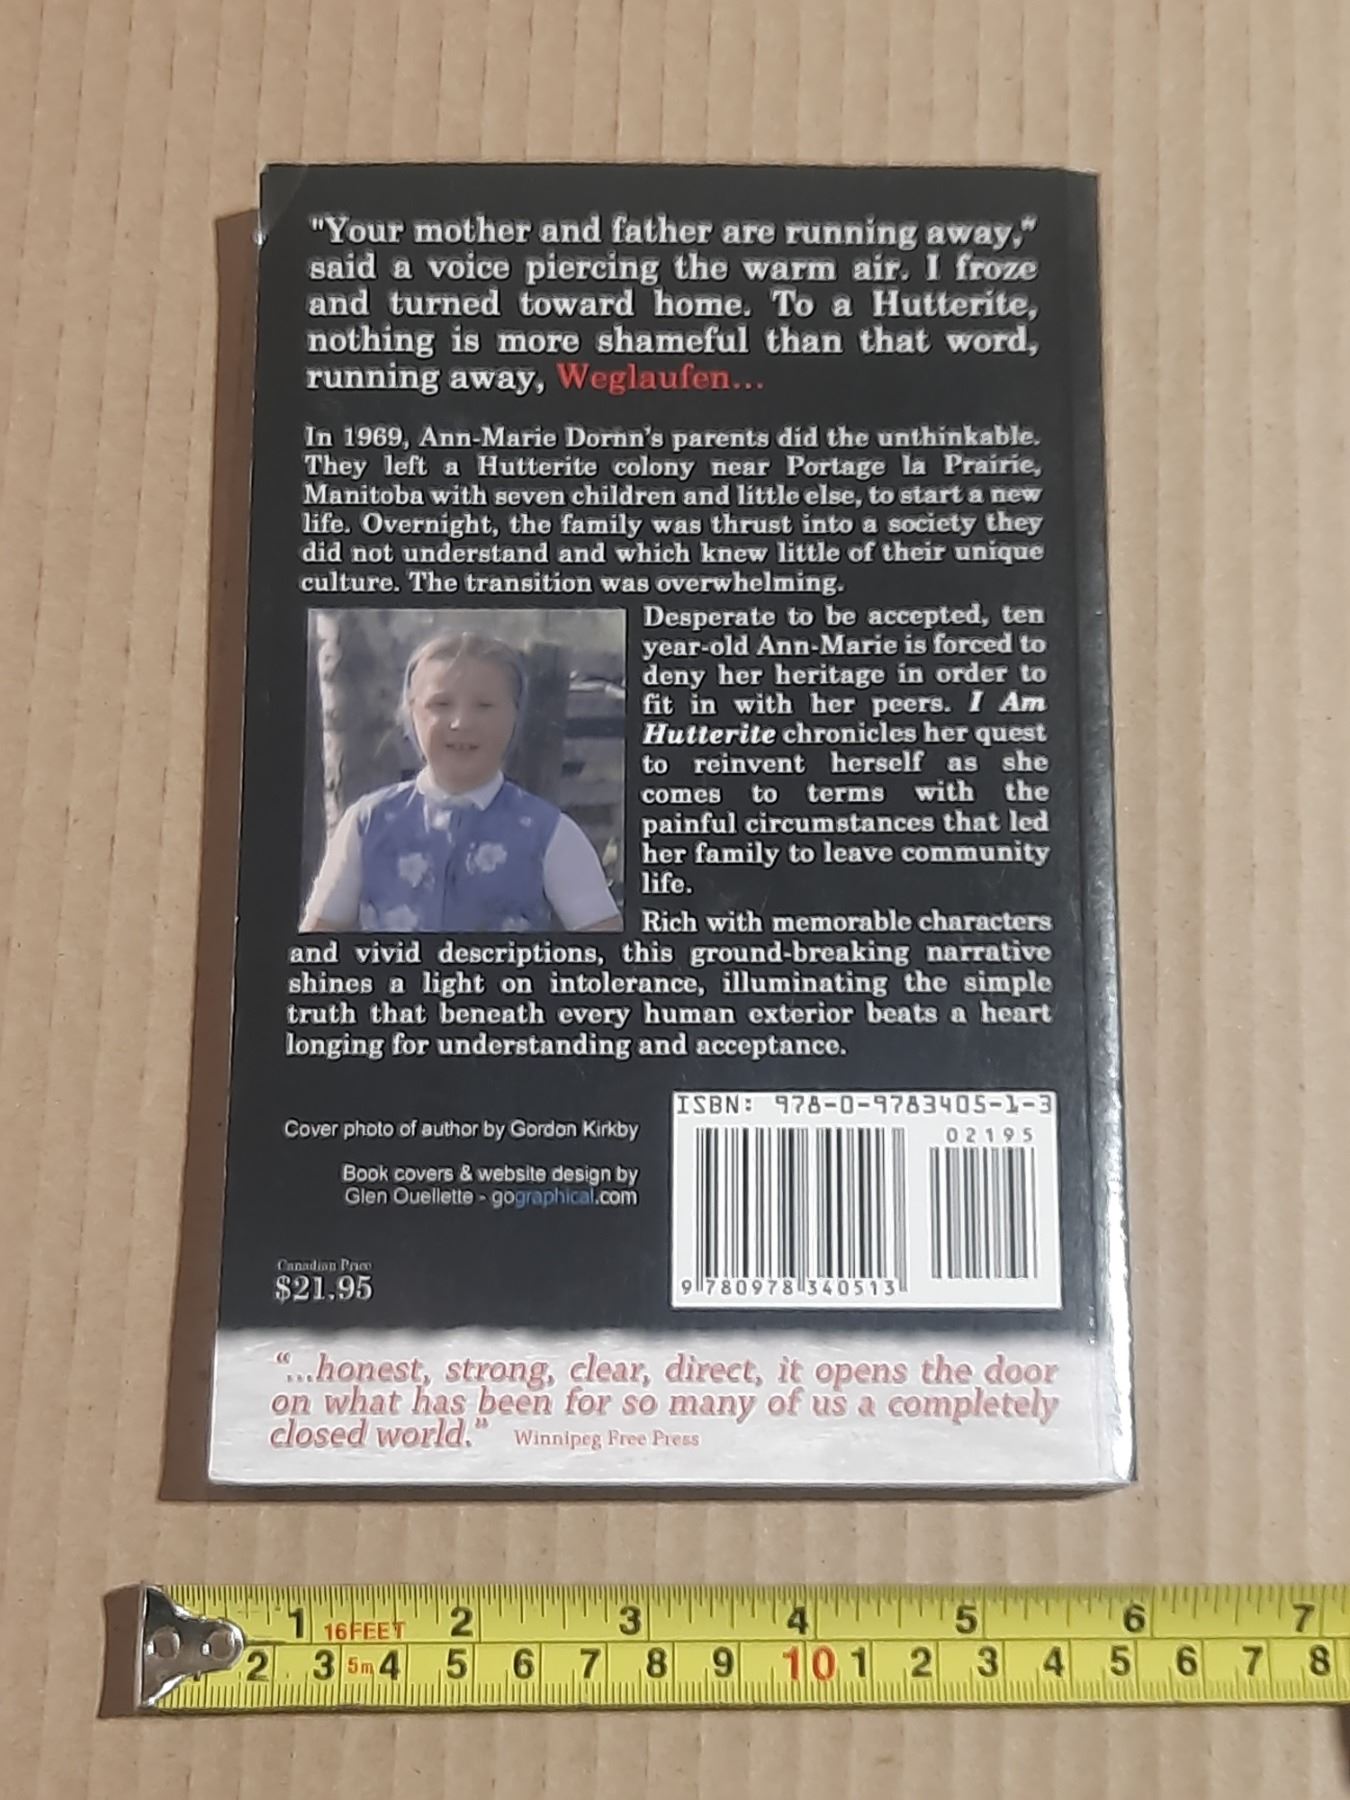 "Your mother and father are running away,"
said a voice piercing the warm air. I froze
and turned toward home. To a Hutterite,
nothing is more shameful than that word,
running away, Weglaufen...
In 1969, Ann-Marie Dornn's parents did the unthinkable.
They left a Hutterite colony near Portage la Prairie,
Manitoba with seven children and little else, to start a new
life. Overnight, the family was thrust into a society they
did not understand and which knew little of their unique
culture. The transition was overwhelming.
Desperate to be accepted, ten
year-old Ann-Marie is forced to
deny her heritage in order to
fit in with her peers. I Am
Hutterite chronicles her quest
to reinvent herself as she
comes to terms with the
painful circumstances that led
her family to leave community
life.
Rich with memorable characters
and vivid descriptions, this ground-breaking narrative
shines a light on intolerance, illuminating the simple
truth that beneath every human exterior beats a heart
longing for understanding and acceptance.
Cover photo of author by Gordon Kirkby
Book covers & website design by
Glen Ouellette - gographical.com
Canadian Price
$21.95
ISBN: 978-0-9783405-1-3
02195
9 780978 340513
"...honest, strong, clear, direct, it opens the door
on what has been for so many of us a completely
closed world." Winnipeg Free Press
1 16FEET 2 3 4 5 6 7
2 3 5m 4 5 6 7 8 9 10 1 2 3 4 5 6 7 8